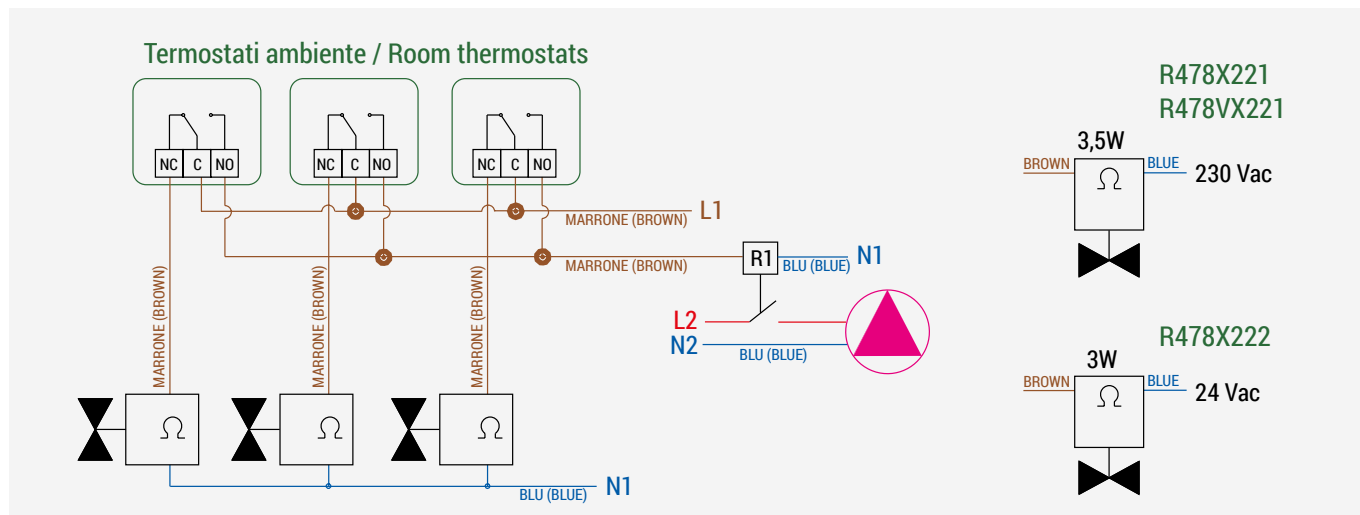 Termostati ambiente / Room thermostats
NC C NO
NC C NO
NC C NO
MARRONE (BROWN)
L1
MARRONE (BROWN)
R1
BLU (BLUE)
N1
L2
N2
BLU (BLUE)
MARRONE (BROWN)
MARRONE (BROWN)
MARRONE (BROWN)
Ω
Ω
Ω
BLU (BLUE)
N1
R478X221
R478VX221
3,5W
BROWN
Ω
BLUE
230 Vac
R478X222
3W
BROWN
Ω
BLUE
24 Vac